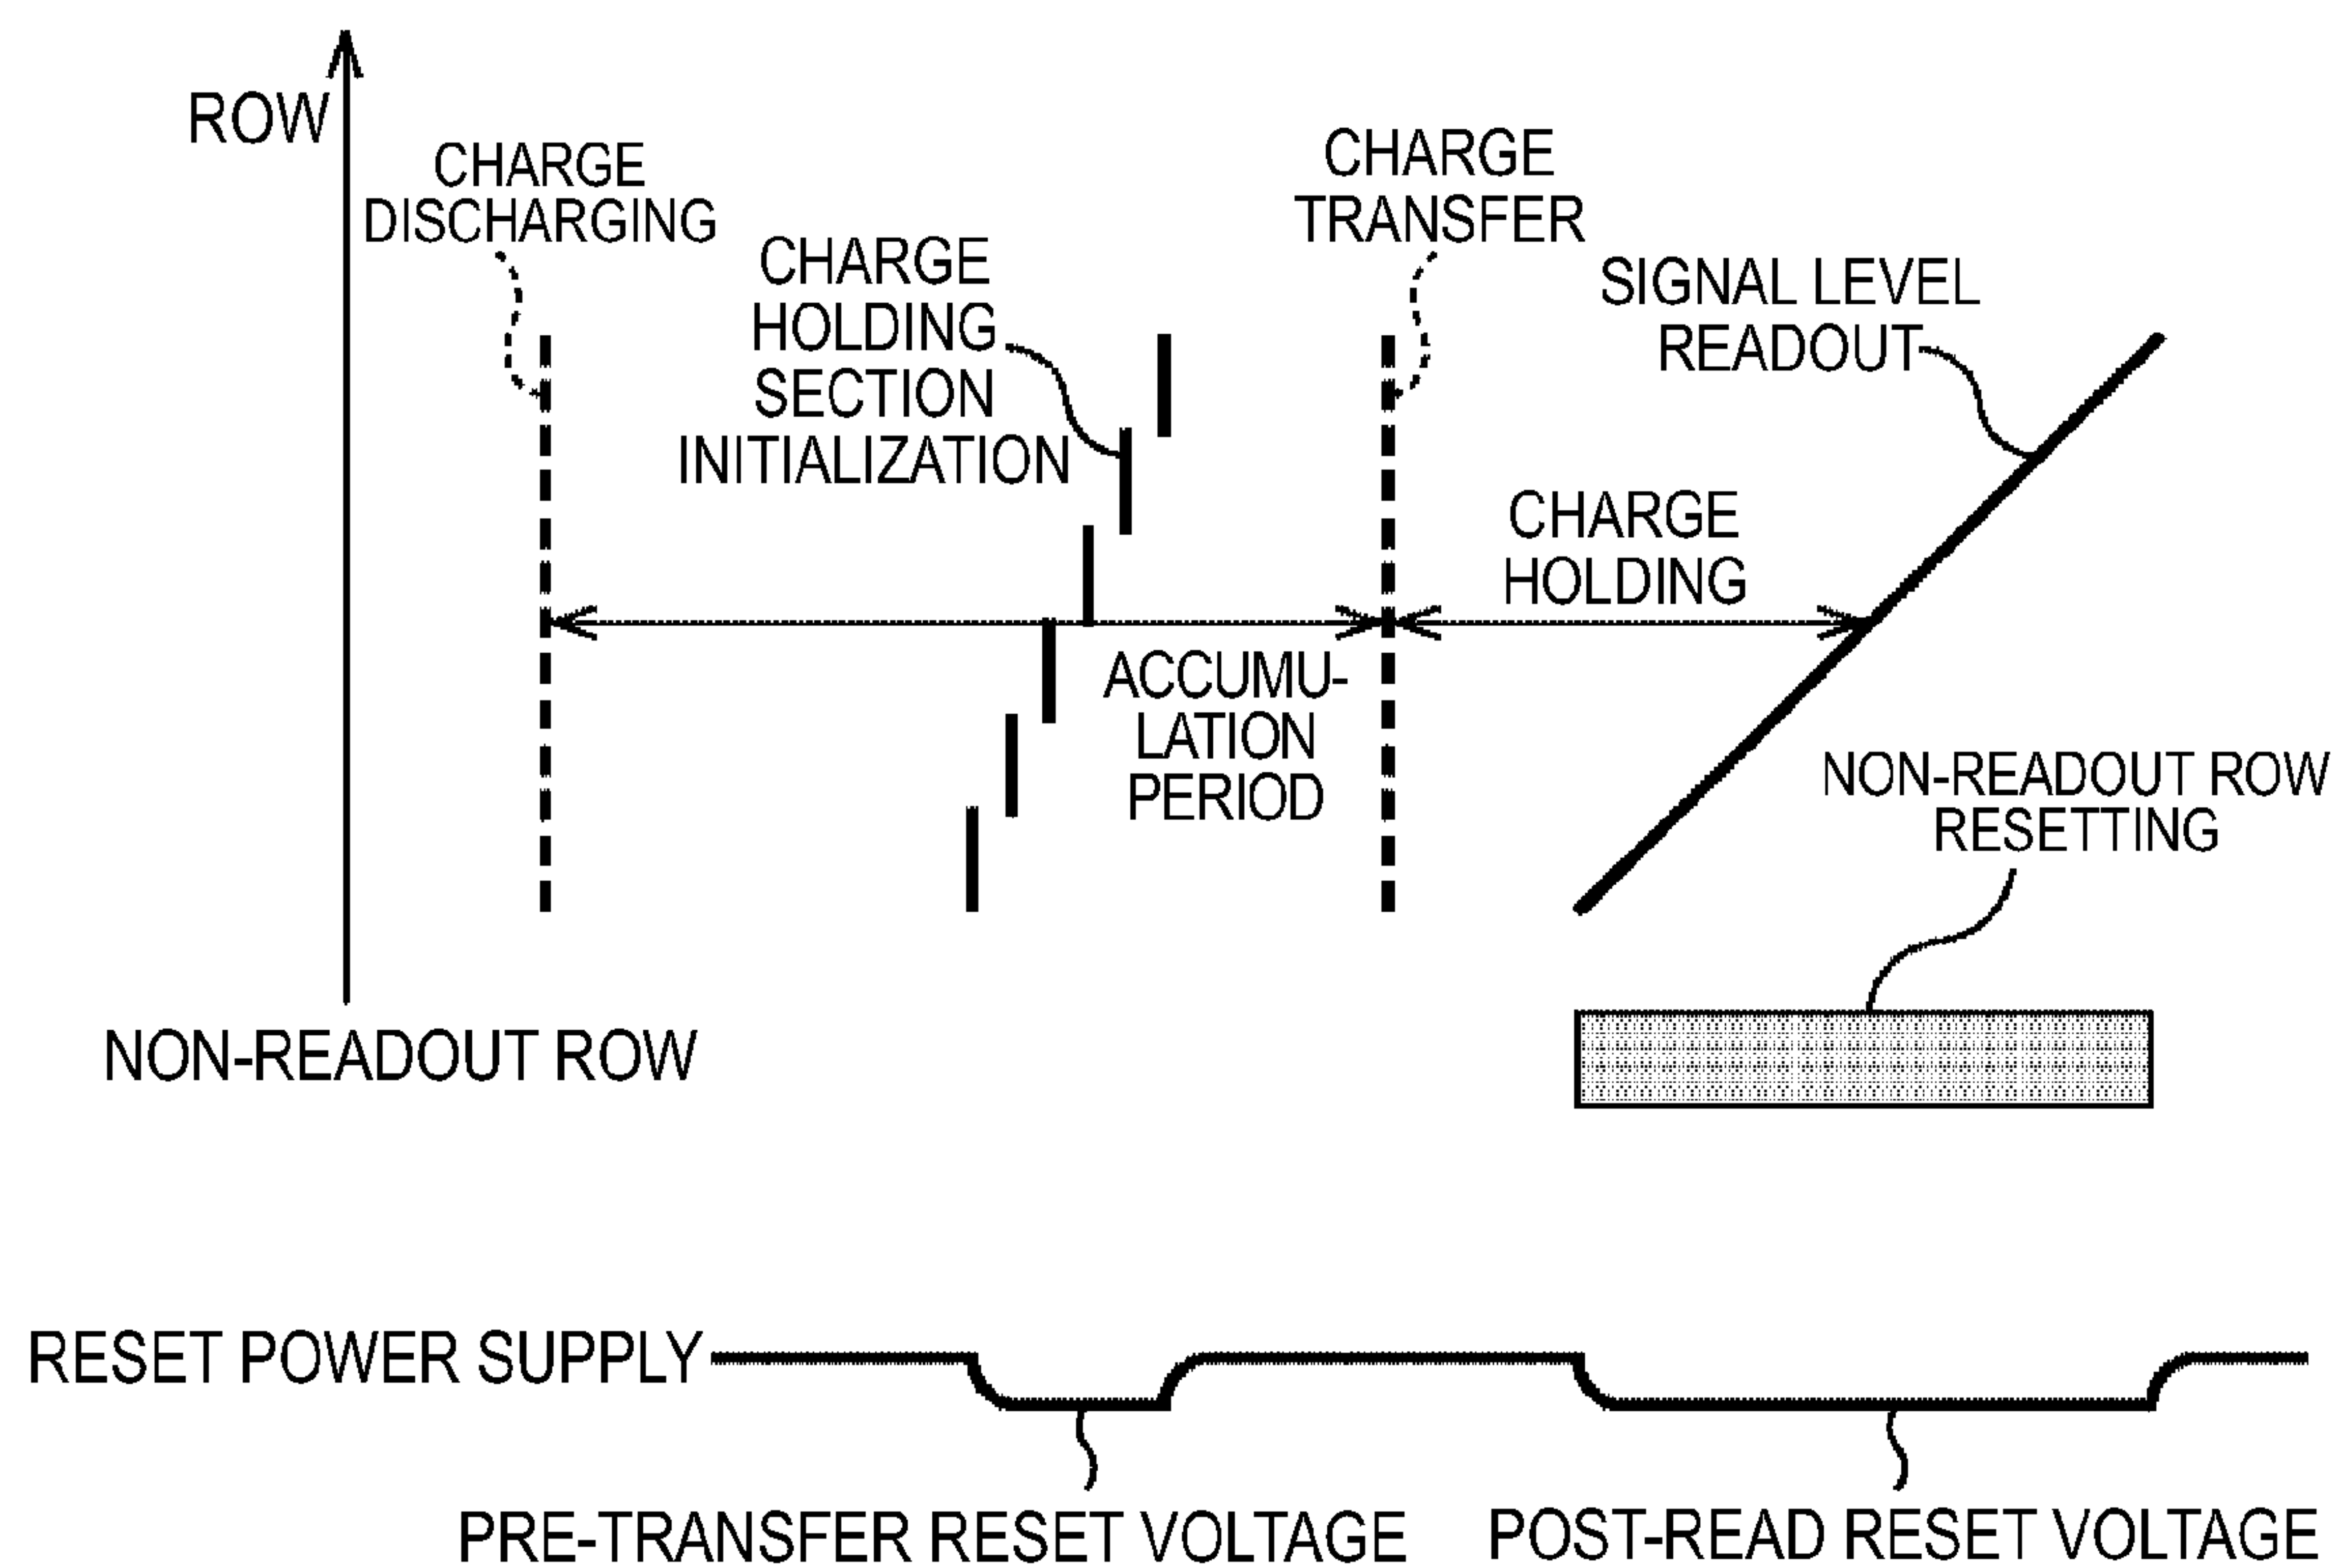 ROW
CHARGE
DISCHARGING
CHARGE
HOLDING
SECTION
INITIALIZATION
CHARGE
TRANSFER
SIGNAL LEVEL
READOUT
CHARGE
HOLDING
ACCUMU-
LATION
PERIOD
NON-READOUT ROW
RESETTING
NON-READOUT ROW
RESET POWER SUPPLY
PRE-TRANSFER RESET VOLTAGE
POST-READ RESET VOLTAGE